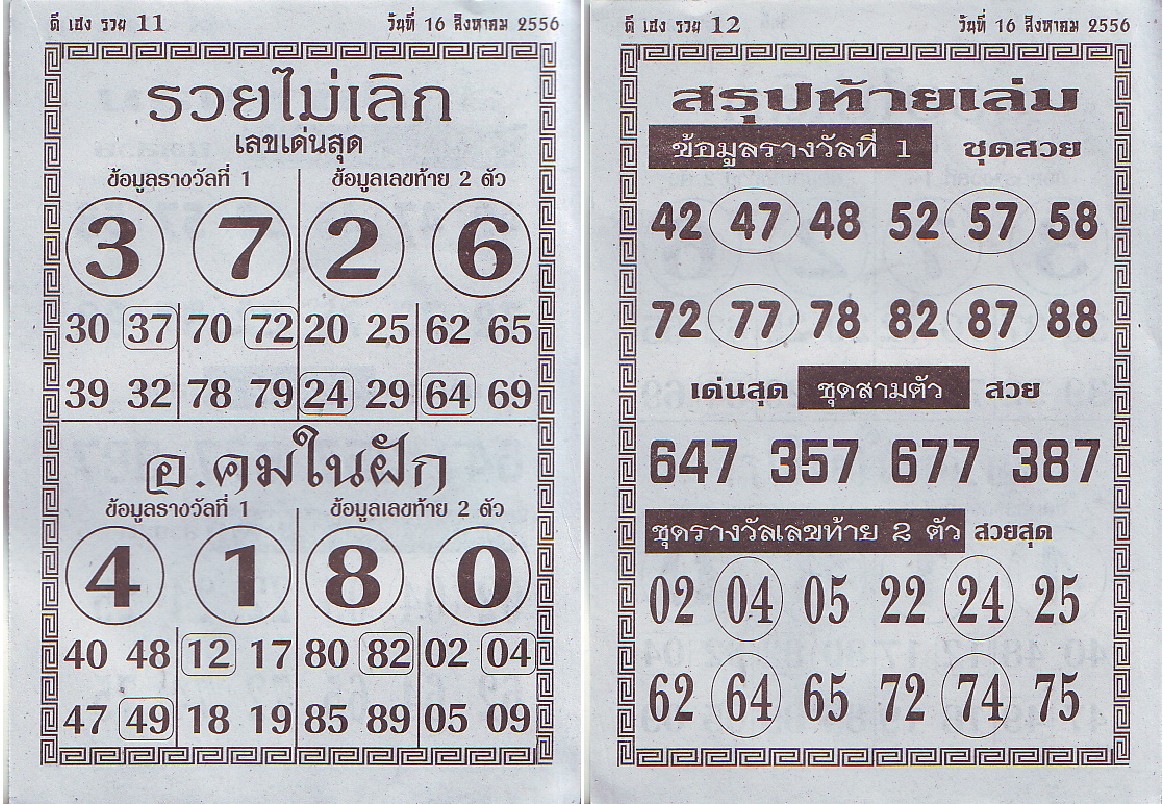 ดี เฮง รวย 11 วันที่ 16 สิงหาคม 2556
รวยไม่เลิก
เลขเด่นสุด
ข้อมูลรางวัลที่ 1 ข้อมูลเลขท้าย 2 ตัว
3 7 2 6
30 37 70 72 20 25 62 65
39 32 78 79 24 29 64 69
อ.คมในฝัก
ข้อมูลรางวัลที่ 1 ข้อมูลเลขท้าย 2 ตัว
4 1 8 0
40 48 12 17 80 82 02 04
47 49 18 19 85 89 05 09
ดี เฮง รวย 12 วันที่ 16 สิงหาคม 2556
สรุปท้ายเล่ม
ข้อมูลรางวัลที่ 1 ชุดสวย
42 47 48 52 57 58
72 77 78 82 87 88
เด่นสุด ชุดสามตัว สวย
647 357 677 387
ชุดรางวัลเลขท้าย 2 ตัว สวยสุด
02 04 05 22 24 25
62 64 65 72 74 75